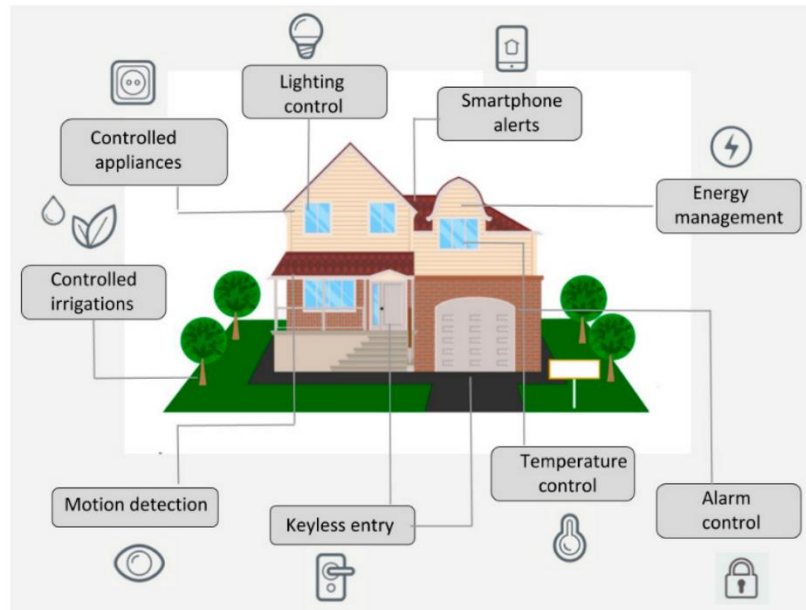 Lighting
control
Smartphone
alerts
Controlled
appliances
Energy
management
Controlled
irrigations
Motion detection
Keyless entry
Temperature
control
Alarm
control